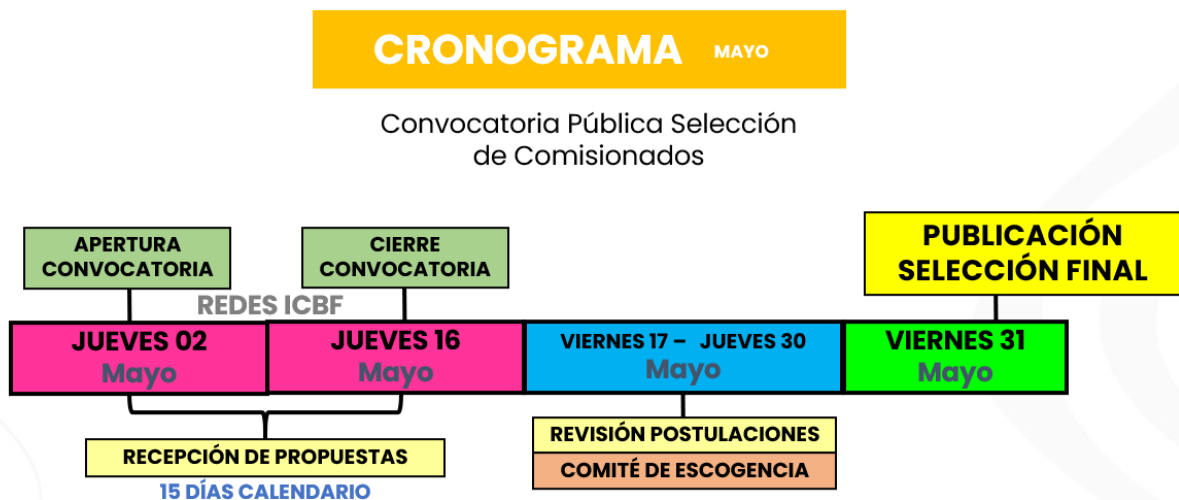 CRONOGRAMA MAYO
Convocatoria Pública Selección
de Comisionados
APERTURA
CONVOCATORIA
CIERRE
CONVOCATORIA
PUBLICACIÓN
SELECCIÓN FINAL
REDES ICBF
JUEVES 02
Mayo
JUEVES 16
Mayo
VIERNES 17 – JUEVES 30
Mayo
VIERNES 31
Mayo
RECEPCIÓN DE PROPUESTAS
15 DÍAS CALENDARIO
REVISIÓN POSTULACIONES
COMITÉ DE ESCOGENCIA